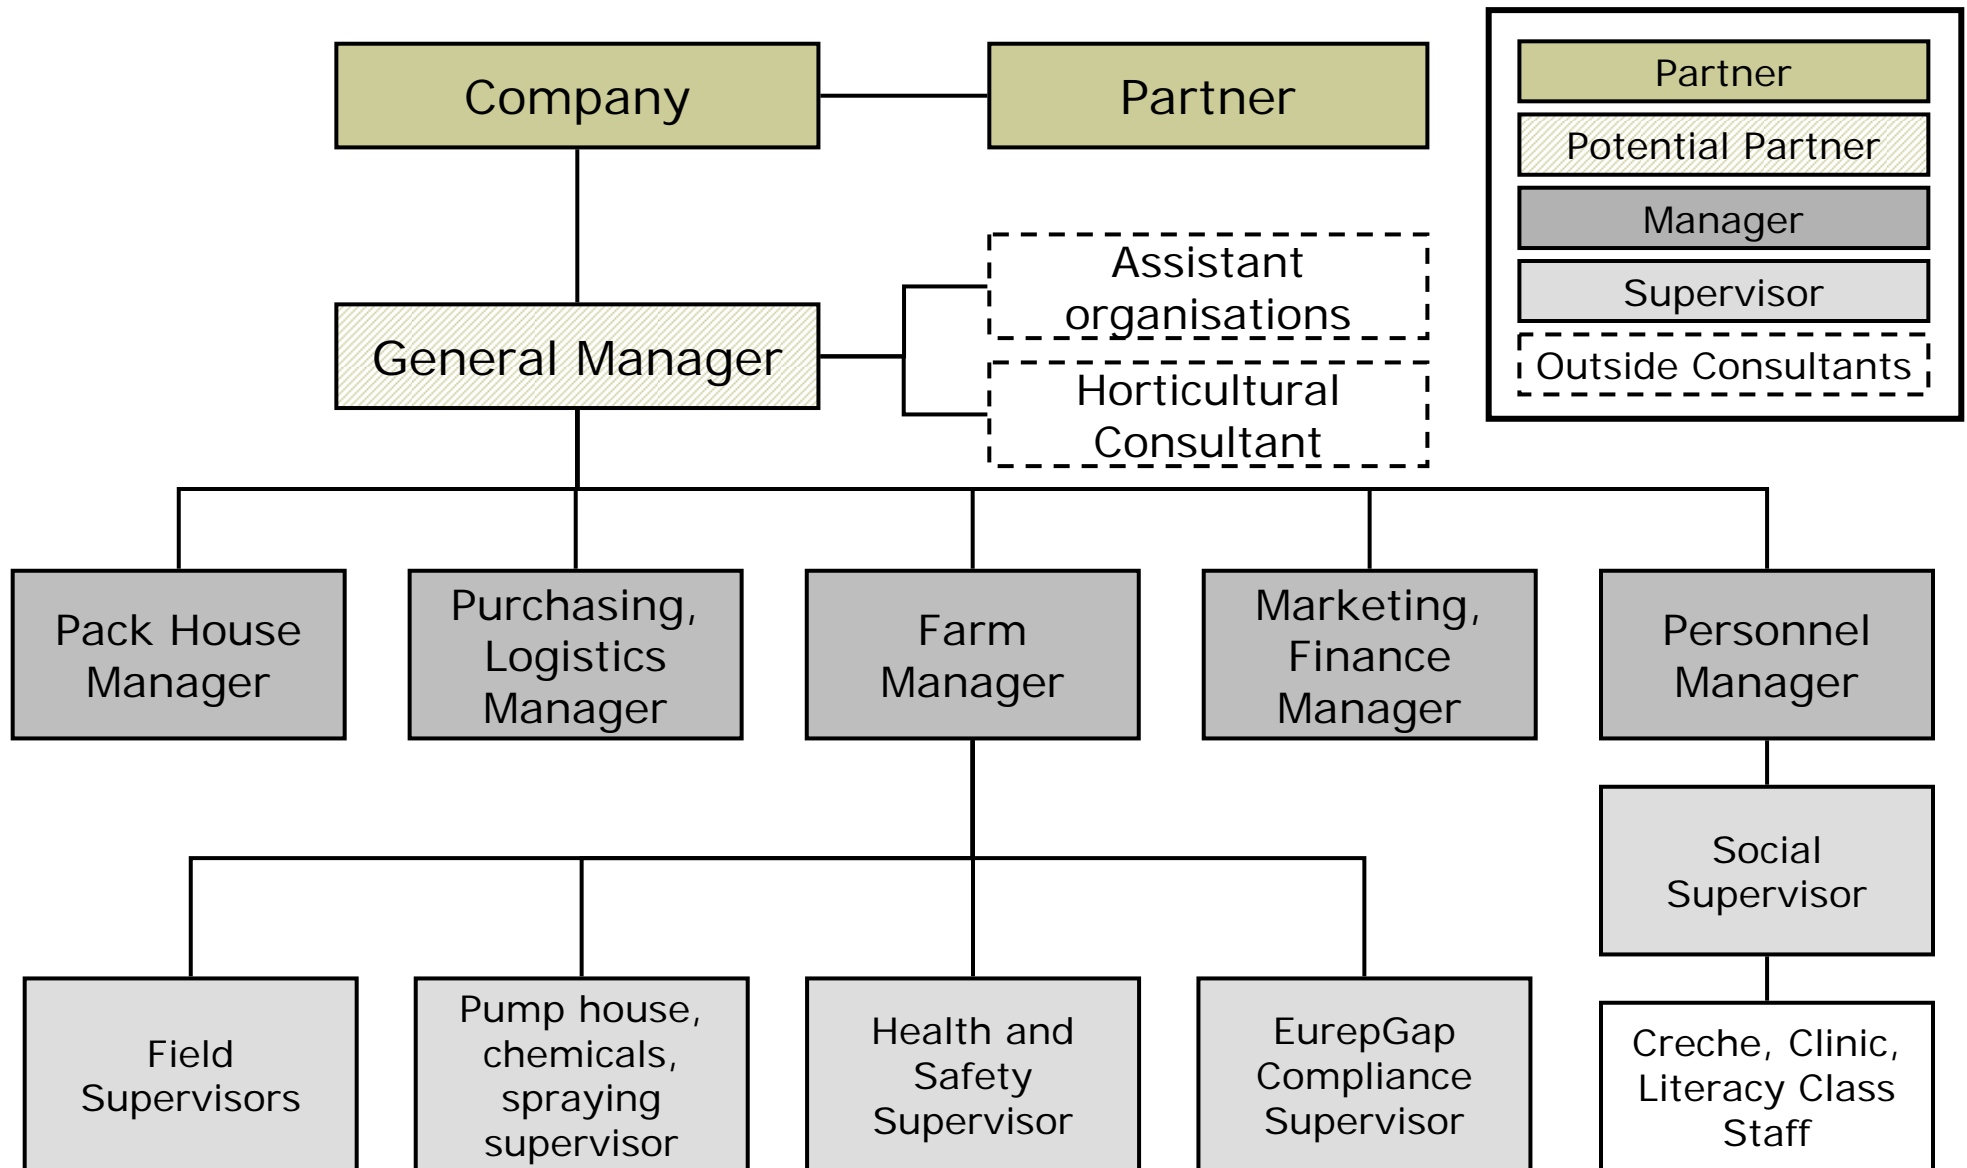 Company
Partner
Partner
Potential Partner
Manager
Supervisor
Outside Consultants
Assistant
organisations
General Manager
Horticultural
Consultant
Pack House
Manager
Purchasing,
Logistics
Manager
Farm
Manager
Marketing,
Finance
Manager
Personnel
Manager
Social
Supervisor
Field
Supervisors
Pump house,
chemicals,
spraying
supervisor
Health and
Safety
Supervisor
EurepGap
Compliance
Supervisor
Creche, Clinic,
Literacy Class
Staff